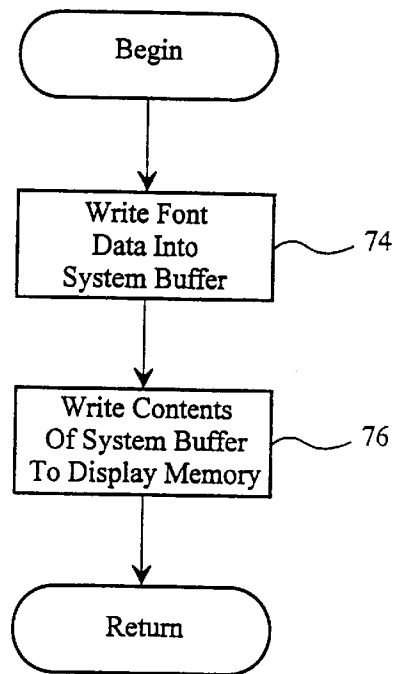 Begin
Write Font
Data Into
System Buffer
74
Write Contents
Of System Buffer
To Display Memory
76
Return